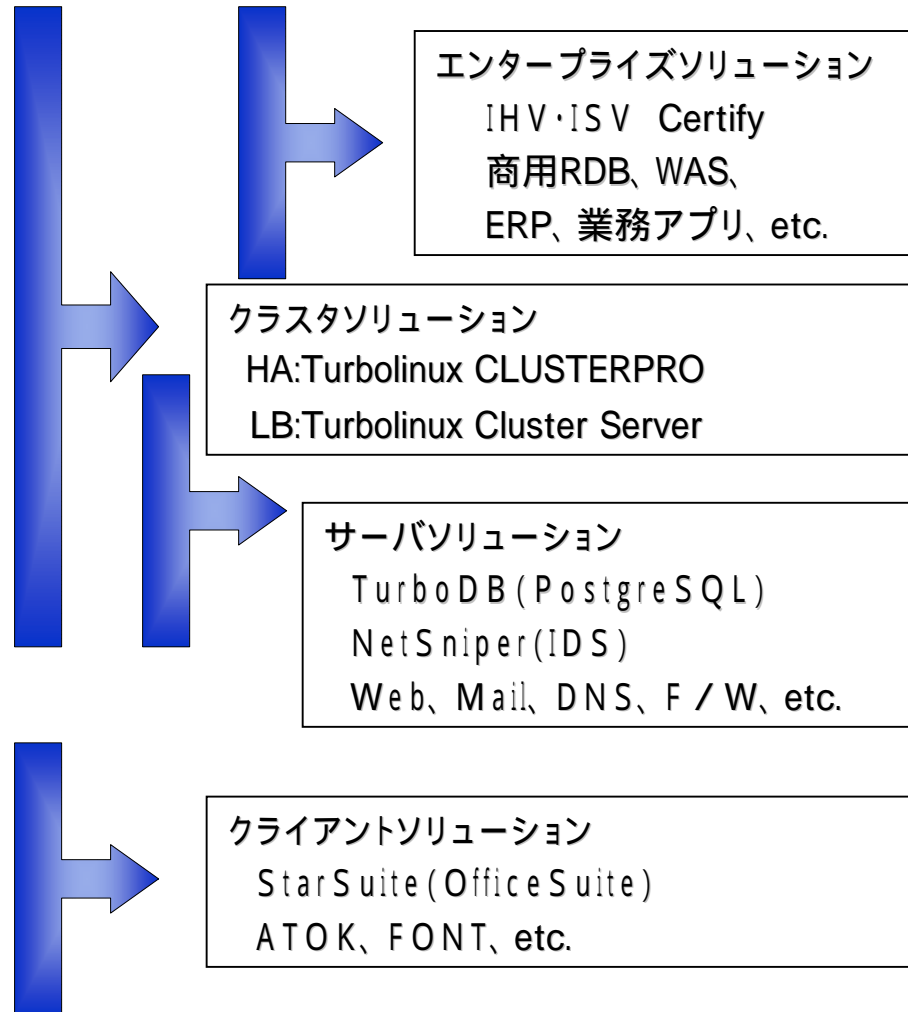 エンタープライズソリューション
IHV・ISV Certify
商用RDB、WAS、
ERP、業務アプリ、etc.
クラスタソリューション
HA:Turbolinux CLUSTERPRO
LB:Turbolinux Cluster Server
サーバソリューション
TurboDB(PostgreSQL)
NetSniper(IDS)
Web、Mail、DNS、F／W、etc.
クライアントソリューション
StarSuite(OfficeSuite)
ATOK、FONT、etc.